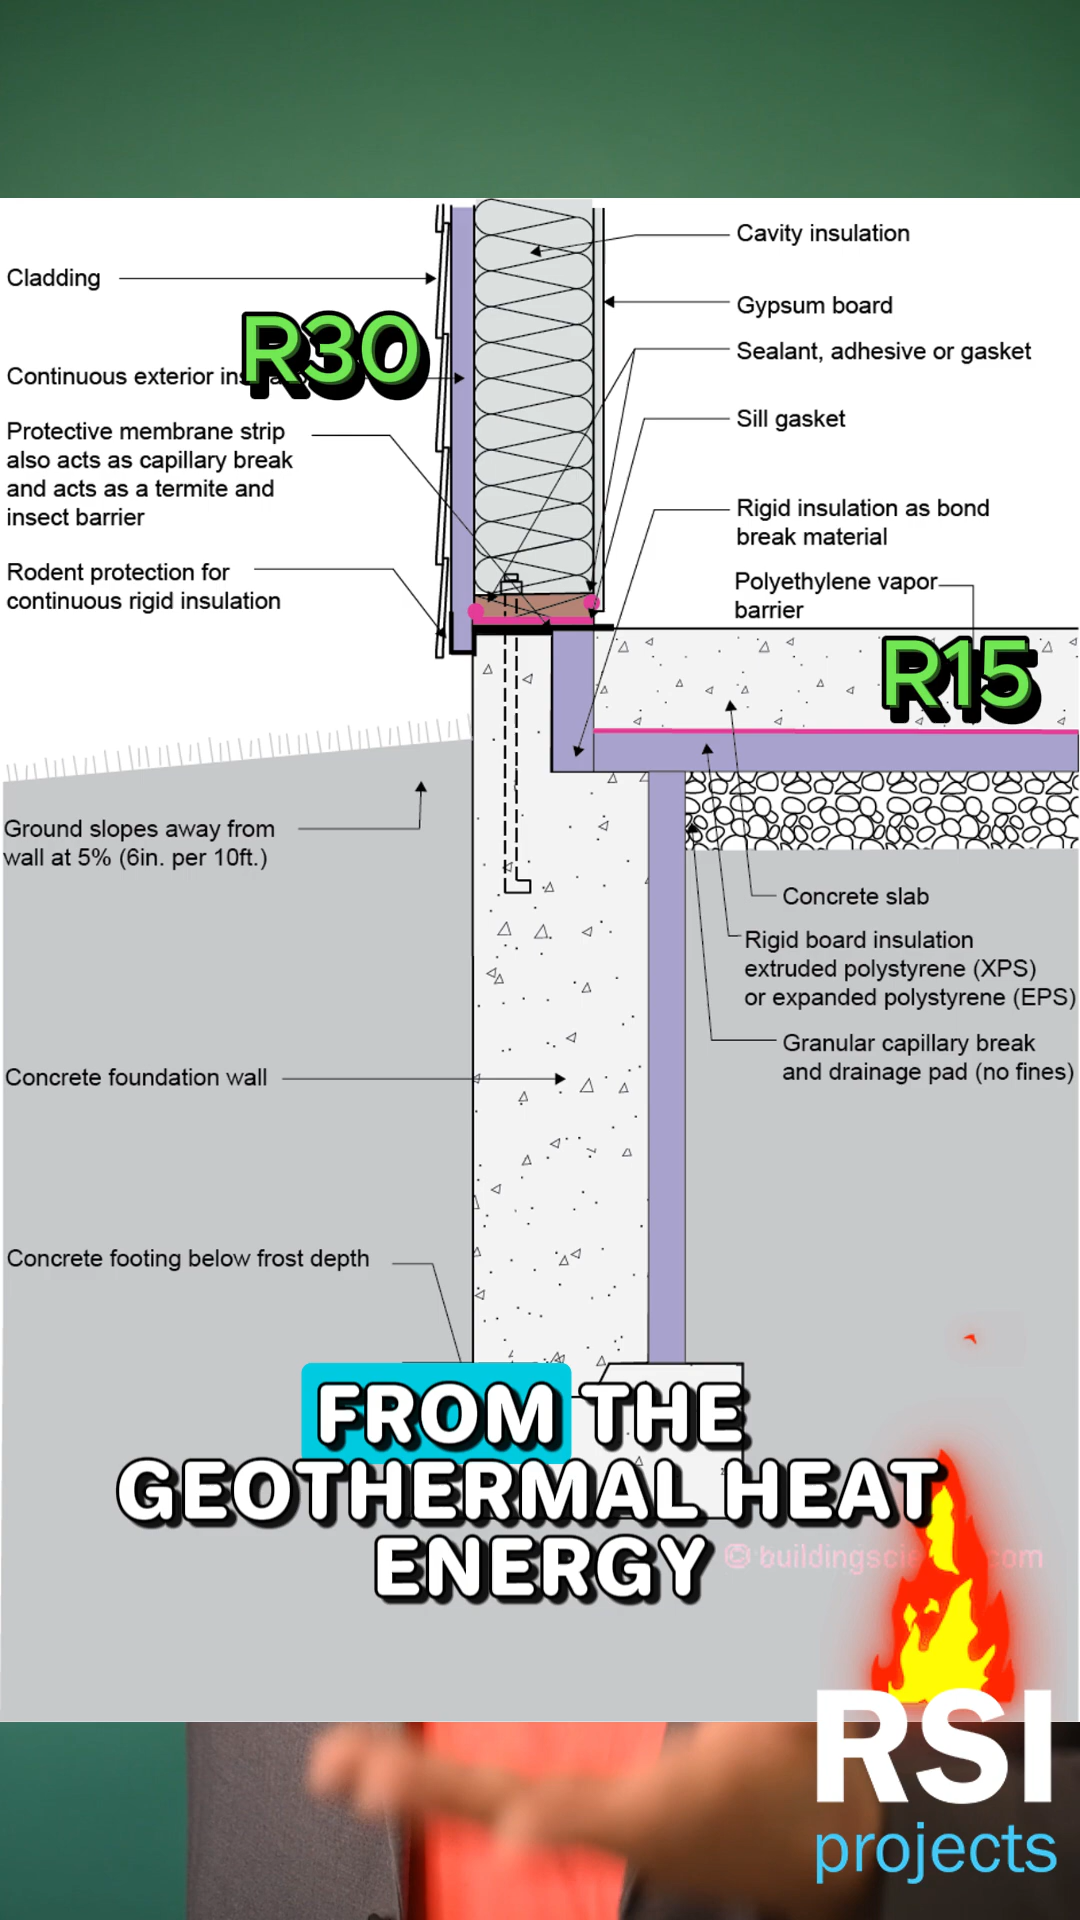 Cavity insulation
Cladding
Gypsum board
R30
Sealant, adhesive or gasket
Continuous exterior
Sill gasket
Protective membrane strip
also acts as capillary break
and acts as a termite and
insect barrier
Rigid insulation as bond
break material
Rodent protection for
continuous rigid insulation
Polyethylene vapor
barrier
R15
Ground slopes away from
wall at 5% (6in. per 10ft.)
Concrete slab
Rigid board insulation
extruded polystyrene (XPS)
or expanded polystyrene (EPS)
Granular capillary break
and drainage pad (no fines)
Concrete foundation wall
Concrete footing below frost depth
FROM THE
GEOTHERMAL HEAT
ENERGY
RSI
projects